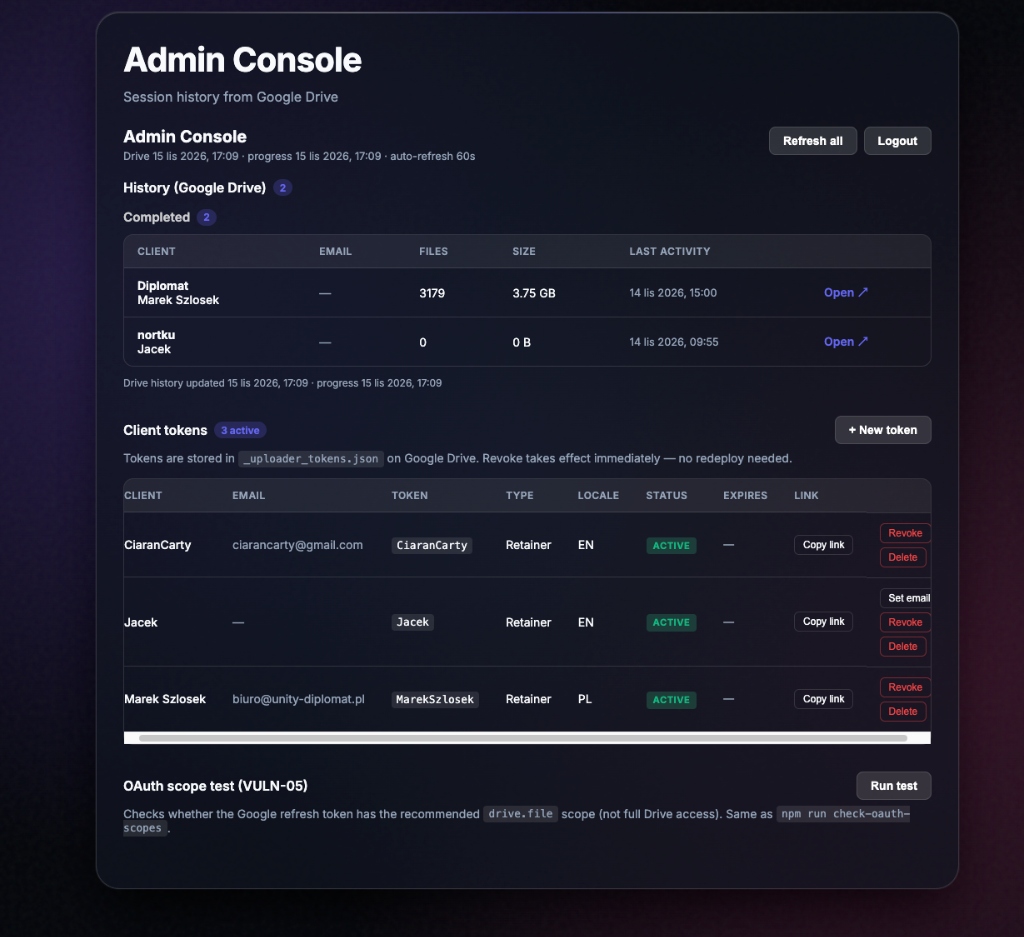 Admin Console
Session history from Google Drive
Admin Console
Refresh all Logout
Drive 15 lis 2026, 17:09 · progress 15 lis 2026, 17:09 · auto-refresh 60s
History (Google Drive) 2
Completed 2
CLIENT EMAIL FILES SIZE LAST ACTIVITY
Diplomat
Marek Szlosek — 3179 3.75 GB 14 lis 2026, 15:00 Open ↗
nortku
Jacek — 0 0 B 14 lis 2026, 09:55 Open ↗
Drive history updated 15 lis 2026, 17:09 · progress 15 lis 2026, 17:09
Client tokens 3 active + New token
Tokens are stored in _uploader_tokens.json on Google Drive. Revoke takes effect immediately — no redeploy needed.
CLIENT EMAIL TOKEN TYPE LOCALE STATUS EXPIRES LINK
CiaranCarty ciarancarty@gmail.com CiaranCarty Retainer EN ACTIVE — Copy link Revoke
Delete
Set email
Jacek — Jacek Retainer EN ACTIVE — Copy link Revoke
Delete
Marek Szlosek biuro@unity-diplomat.pl MarekSzlosek Retainer PL ACTIVE — Copy link Revoke
Delete
OAuth scope test (VULN-05) Run test
Checks whether the Google refresh token has the recommended drive.file scope (not full Drive access). Same as npm run check-oauth-
scopes .